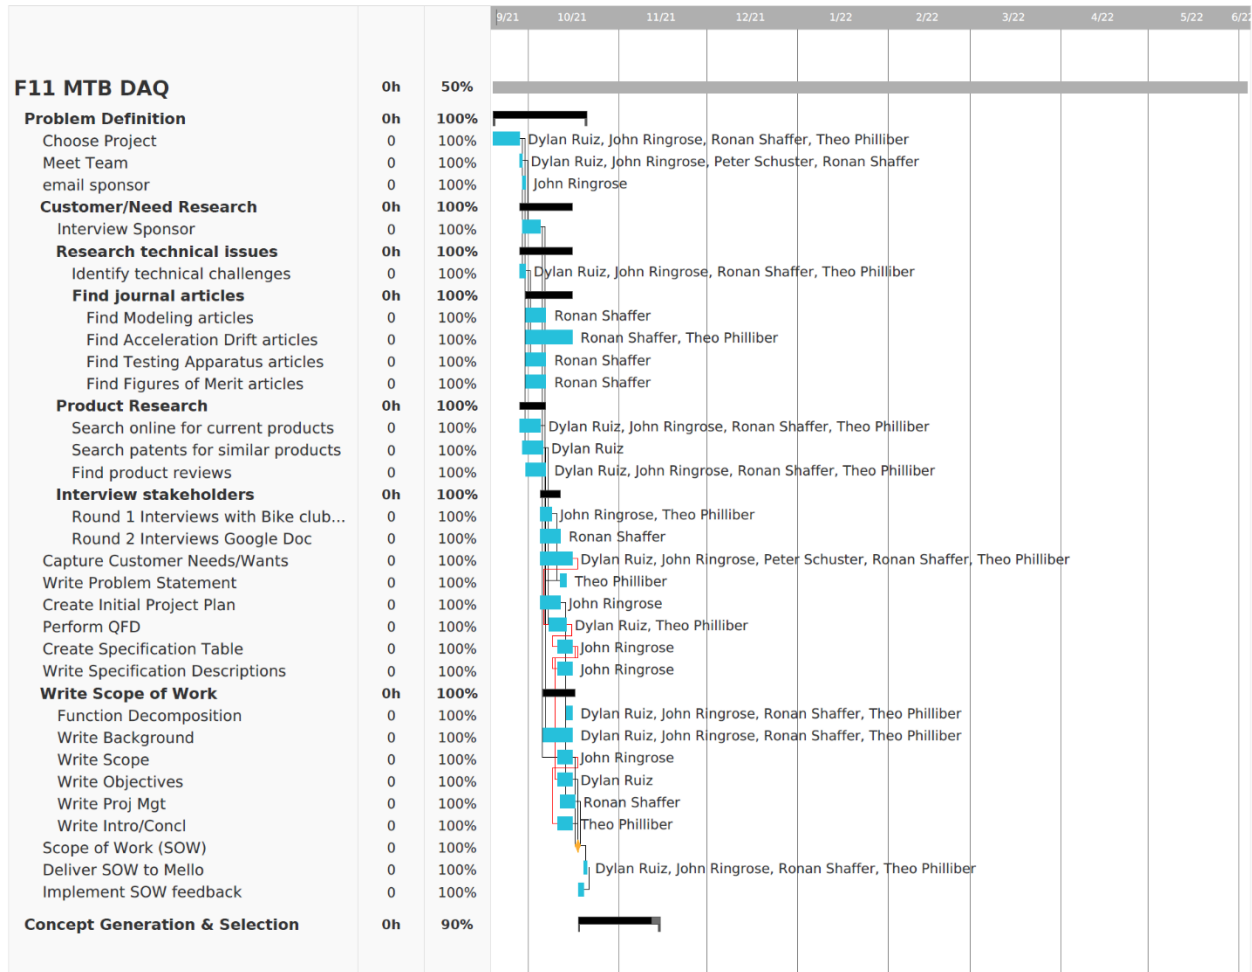 9/21 10/21 11/21 12/21 1/22 2/22 3/22 4/22 5/22 6/22
F11 MTB DAQ 0h 50%
Problem Definition 0h 100%
Choose Project 0 100% Dylan Ruiz, John Ringrose, Ronan Shaffer, Theo Philliber
Meet Team 0 100% Dylan Ruiz, John Ringrose, Peter Schuster, Ronan Shaffer
email sponsor 0 100% John Ringrose
Customer/Need Research 0h 100%
Interview Sponsor 0 100%
Research technical issues 0h 100%
Identify technical challenges 0 100% Dylan Ruiz, John Ringrose, Ronan Shaffer, Theo Philliber
Find journal articles 0h 100%
Find Modeling articles 0 100% Ronan Shaffer
Find Acceleration Drift articles 0 100% Ronan Shaffer, Theo Philliber
Find Testing Apparatus articles 0 100% Ronan Shaffer
Find Figures of Merit articles 0 100% Ronan Shaffer
Product Research 0h 100%
Search online for current products 0 100% Dylan Ruiz, John Ringrose, Ronan Shaffer, Theo Philliber
Search patents for similar products 0 100% Dylan Ruiz
Find product reviews 0 100% Dylan Ruiz, John Ringrose, Ronan Shaffer, Theo Philliber
Interview stakeholders 0h 100%
Round 1 Interviews with Bike club... 0 100% John Ringrose, Theo Philliber
Round 2 Interviews Google Doc 0 100% Ronan Shaffer
Capture Customer Needs/Wants 0 100% Dylan Ruiz, John Ringrose, Peter Schuster, Ronan Shaffer, Theo Philliber
Write Problem Statement 0 100% Theo Philliber
Create Initial Project Plan 0 100% John Ringrose
Perform QFD 0 100% Dylan Ruiz, Theo Philliber
Create Specification Table 0 100% John Ringrose
Write Specification Descriptions 0 100% John Ringrose
Write Scope of Work 0h 100%
Function Decomposition 0 100% Dylan Ruiz, John Ringrose, Ronan Shaffer, Theo Philliber
Write Background 0 100% Dylan Ruiz, John Ringrose, Ronan Shaffer, Theo Philliber
Write Scope 0 100% John Ringrose
Write Objectives 0 100% Dylan Ruiz
Write Proj Mgt 0 100% Ronan Shaffer
Write Intro/Concl 0 100% Theo Philliber
Scope of Work (SOW) 0 100%
Deliver SOW to Mello 0 100% Dylan Ruiz, John Ringrose, Ronan Shaffer, Theo Philliber
Implement SOW feedback 0 100%
Concept Generation & Selection 0h 90%